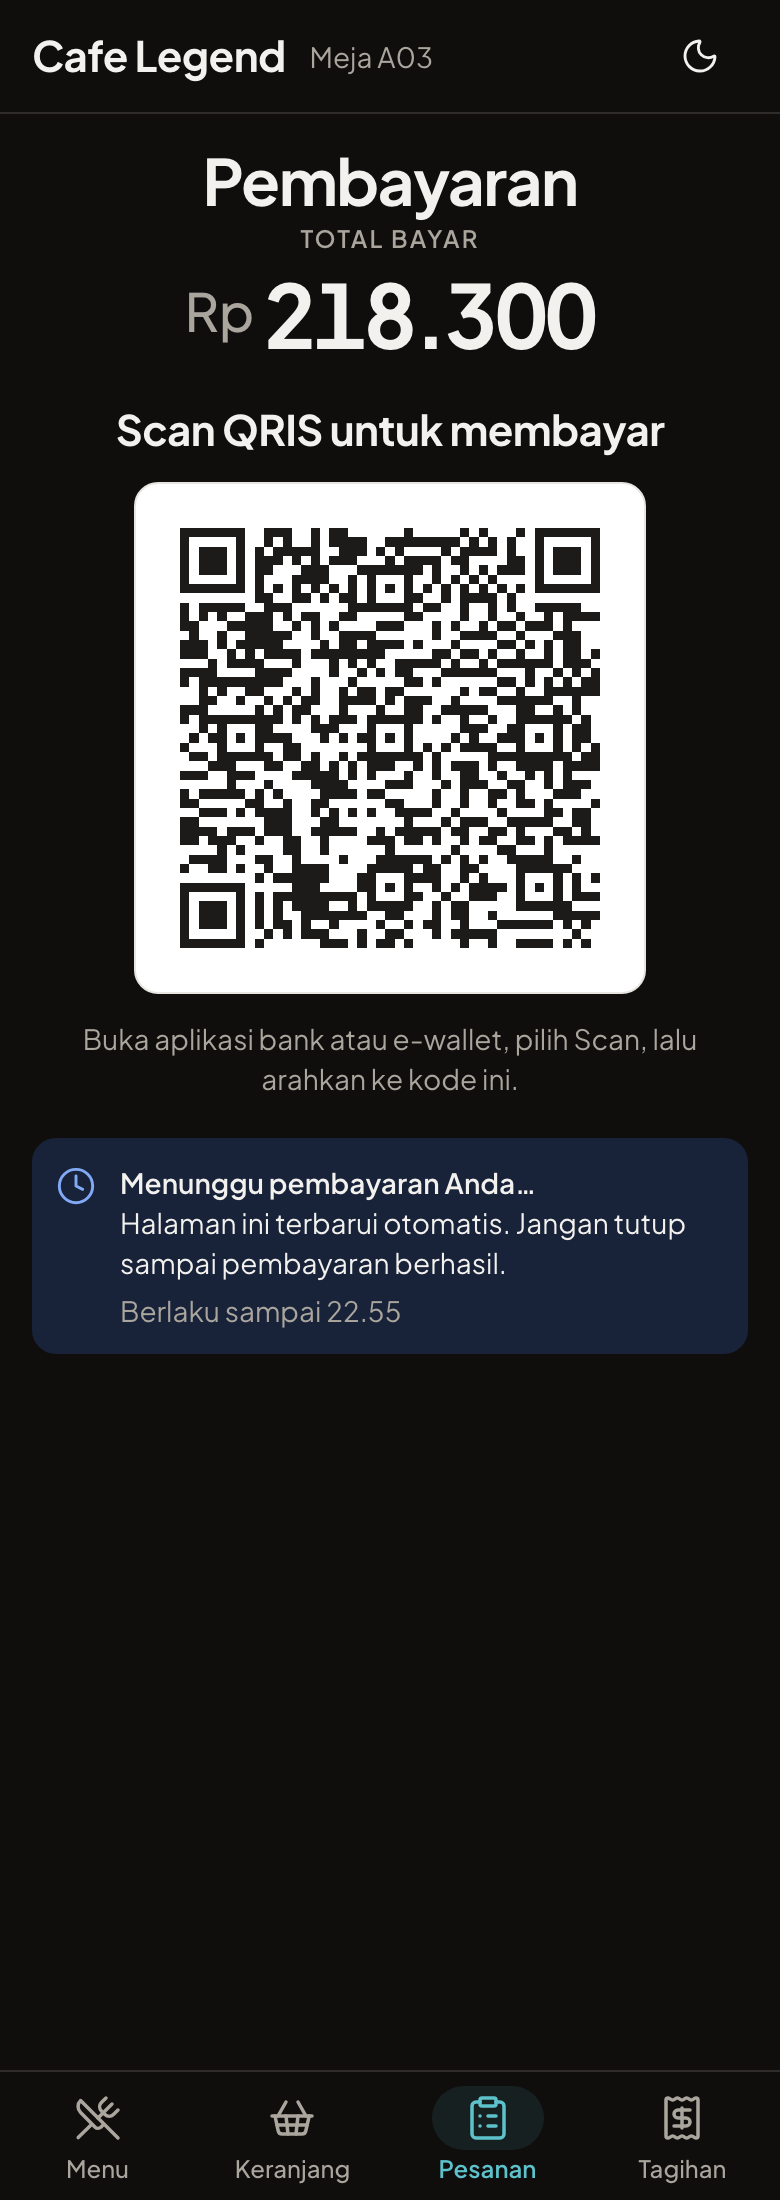 Cafe Legend Meja A03
Pembayaran
TOTAL BAYAR
Rp 218.300
Scan QRIS untuk membayar
Buka aplikasi bank atau e-wallet, pilih Scan, lalu
arahkan ke kode ini.
Menunggu pembayaran Anda...
Halaman ini terbarui otomatis. Jangan tutup
sampai pembayaran berhasil.
Berlaku sampai 22.55
Menu Keranjang Pesanan Tagihan